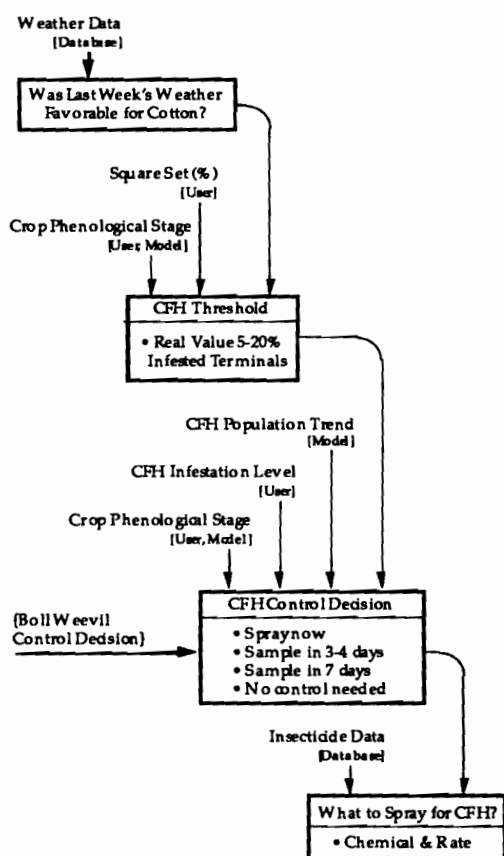 Weather Data
[Database]
Was Last Week's Weather
Favorable for Cotton?
Square Set (%)
[User]
Crop Phenological Stage
[User, Model]
CFH Threshold
• Real Value 5-20%
Infested Terminals
CFH Population Trend
[Model]
CFH Infestation Level
[User]
Crop Phenological Stage
[User, Model]
{Boll Weevil
Control Decision}
CFH Control Decision
• Spray now
• Sample in 3-4 days
• Sample in 7 days
• No control needed
Insecticide Data
[Database]
What to Spray for CFH?
• Chemical & Rate